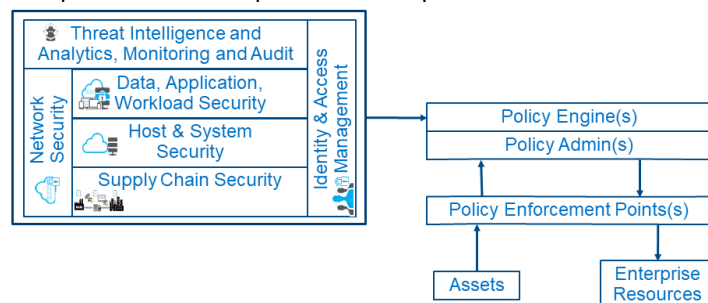 Threat Intelligence and
Analytics, Monitoring and Audit
Network
Security
Data, Application,
Workload Security
Host & System
Security
Supply Chain Security
Identity & Access
Management
Policy Engine(s)
Policy Admin(s)
Policy Enforcement Points(s)
Assets
Enterprise
Resources